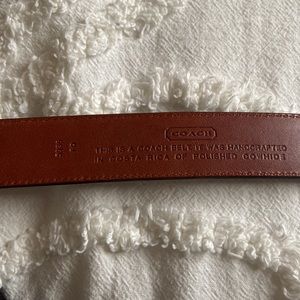 COACH
THIS IS A COACH BELT. IT WAS HANDCRAFTED
IN COSTA RICA OF POLISHED COWHIDE